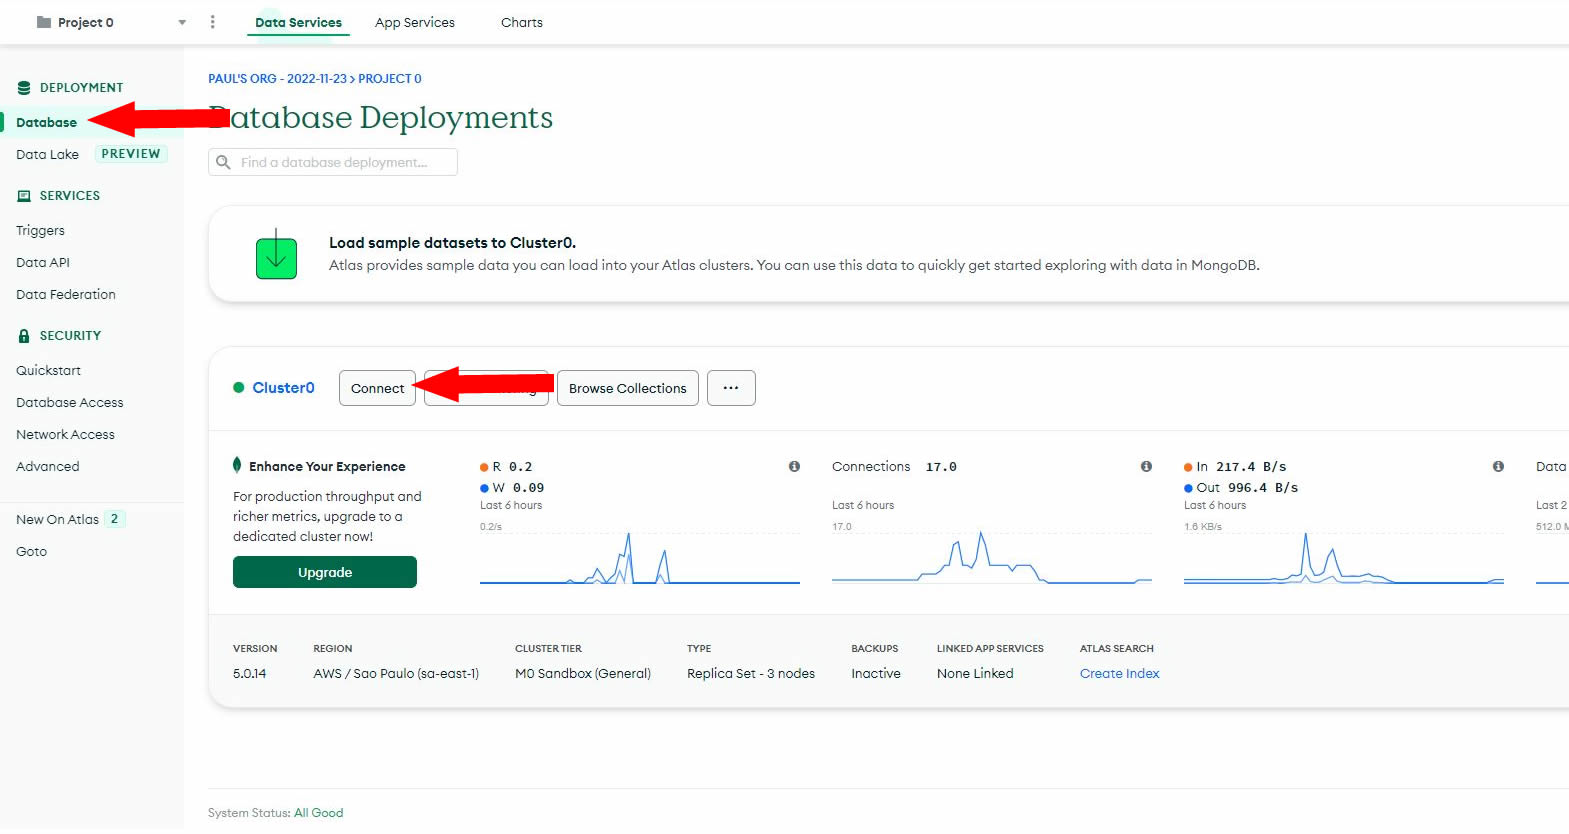 Project 0
Data Services
App Services
Charts
DEPLOYMENT
Database
Data Lake PREVIEW
SERVICES
Triggers
Data API
Data Federation
SECURITY
Quickstart
Database Access
Network Access
Advanced
New On Atlas 2
Goto
PAUL'S ORG - 2022-11-23 > PROJECT 0
Database Deployments
Find a database deployment...
Load sample datasets to Cluster0.
Atlas provides sample data you can load into your Atlas clusters. You can use this data to quickly get started exploring with data in MongoDB.
Cluster0
Connect
Browse Collections
...
Enhance Your Experience
For production throughput and
richer metrics, upgrade to a
dedicated cluster now!
Upgrade
R 0.2
W 0.09
Last 6 hours
0.2/s
Connections 17.0
Last 6 hours
17.0
In 217.4 B/s
Out 996.4 B/s
Last 6 hours
1.6 KB/s
Data
Last 2
512.0 M
VERSION
5.0.14
REGION
AWS / Sao Paulo (sa-east-1)
CLUSTER TIER
M0 Sandbox (General)
TYPE
Replica Set - 3 nodes
BACKUPS
Inactive
LINKED APP SERVICES
None Linked
ATLAS SEARCH
Create Index
System Status: All Good